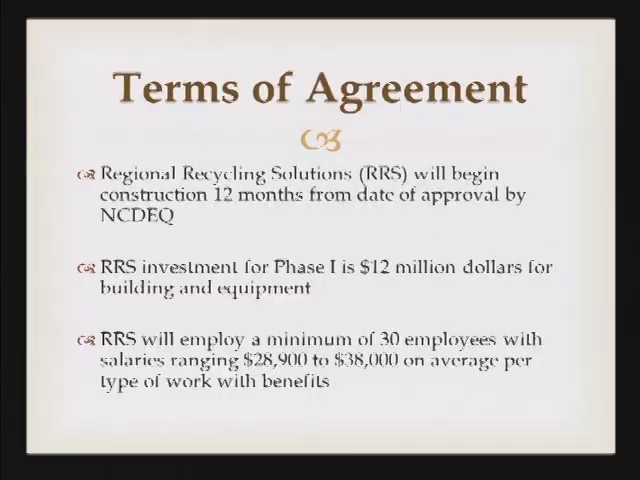 Terms of Agreement
Regional Recycling Solutions (RRS) will begin
construction 12 months from date of approval by
NCDEQ
RRS investment for Phase I is $12 million dollars for
building and equipment
RRS will employ a minimum of 30 employees with
salaries ranging $28,900 to $38,000 on average per
type of work with benefits